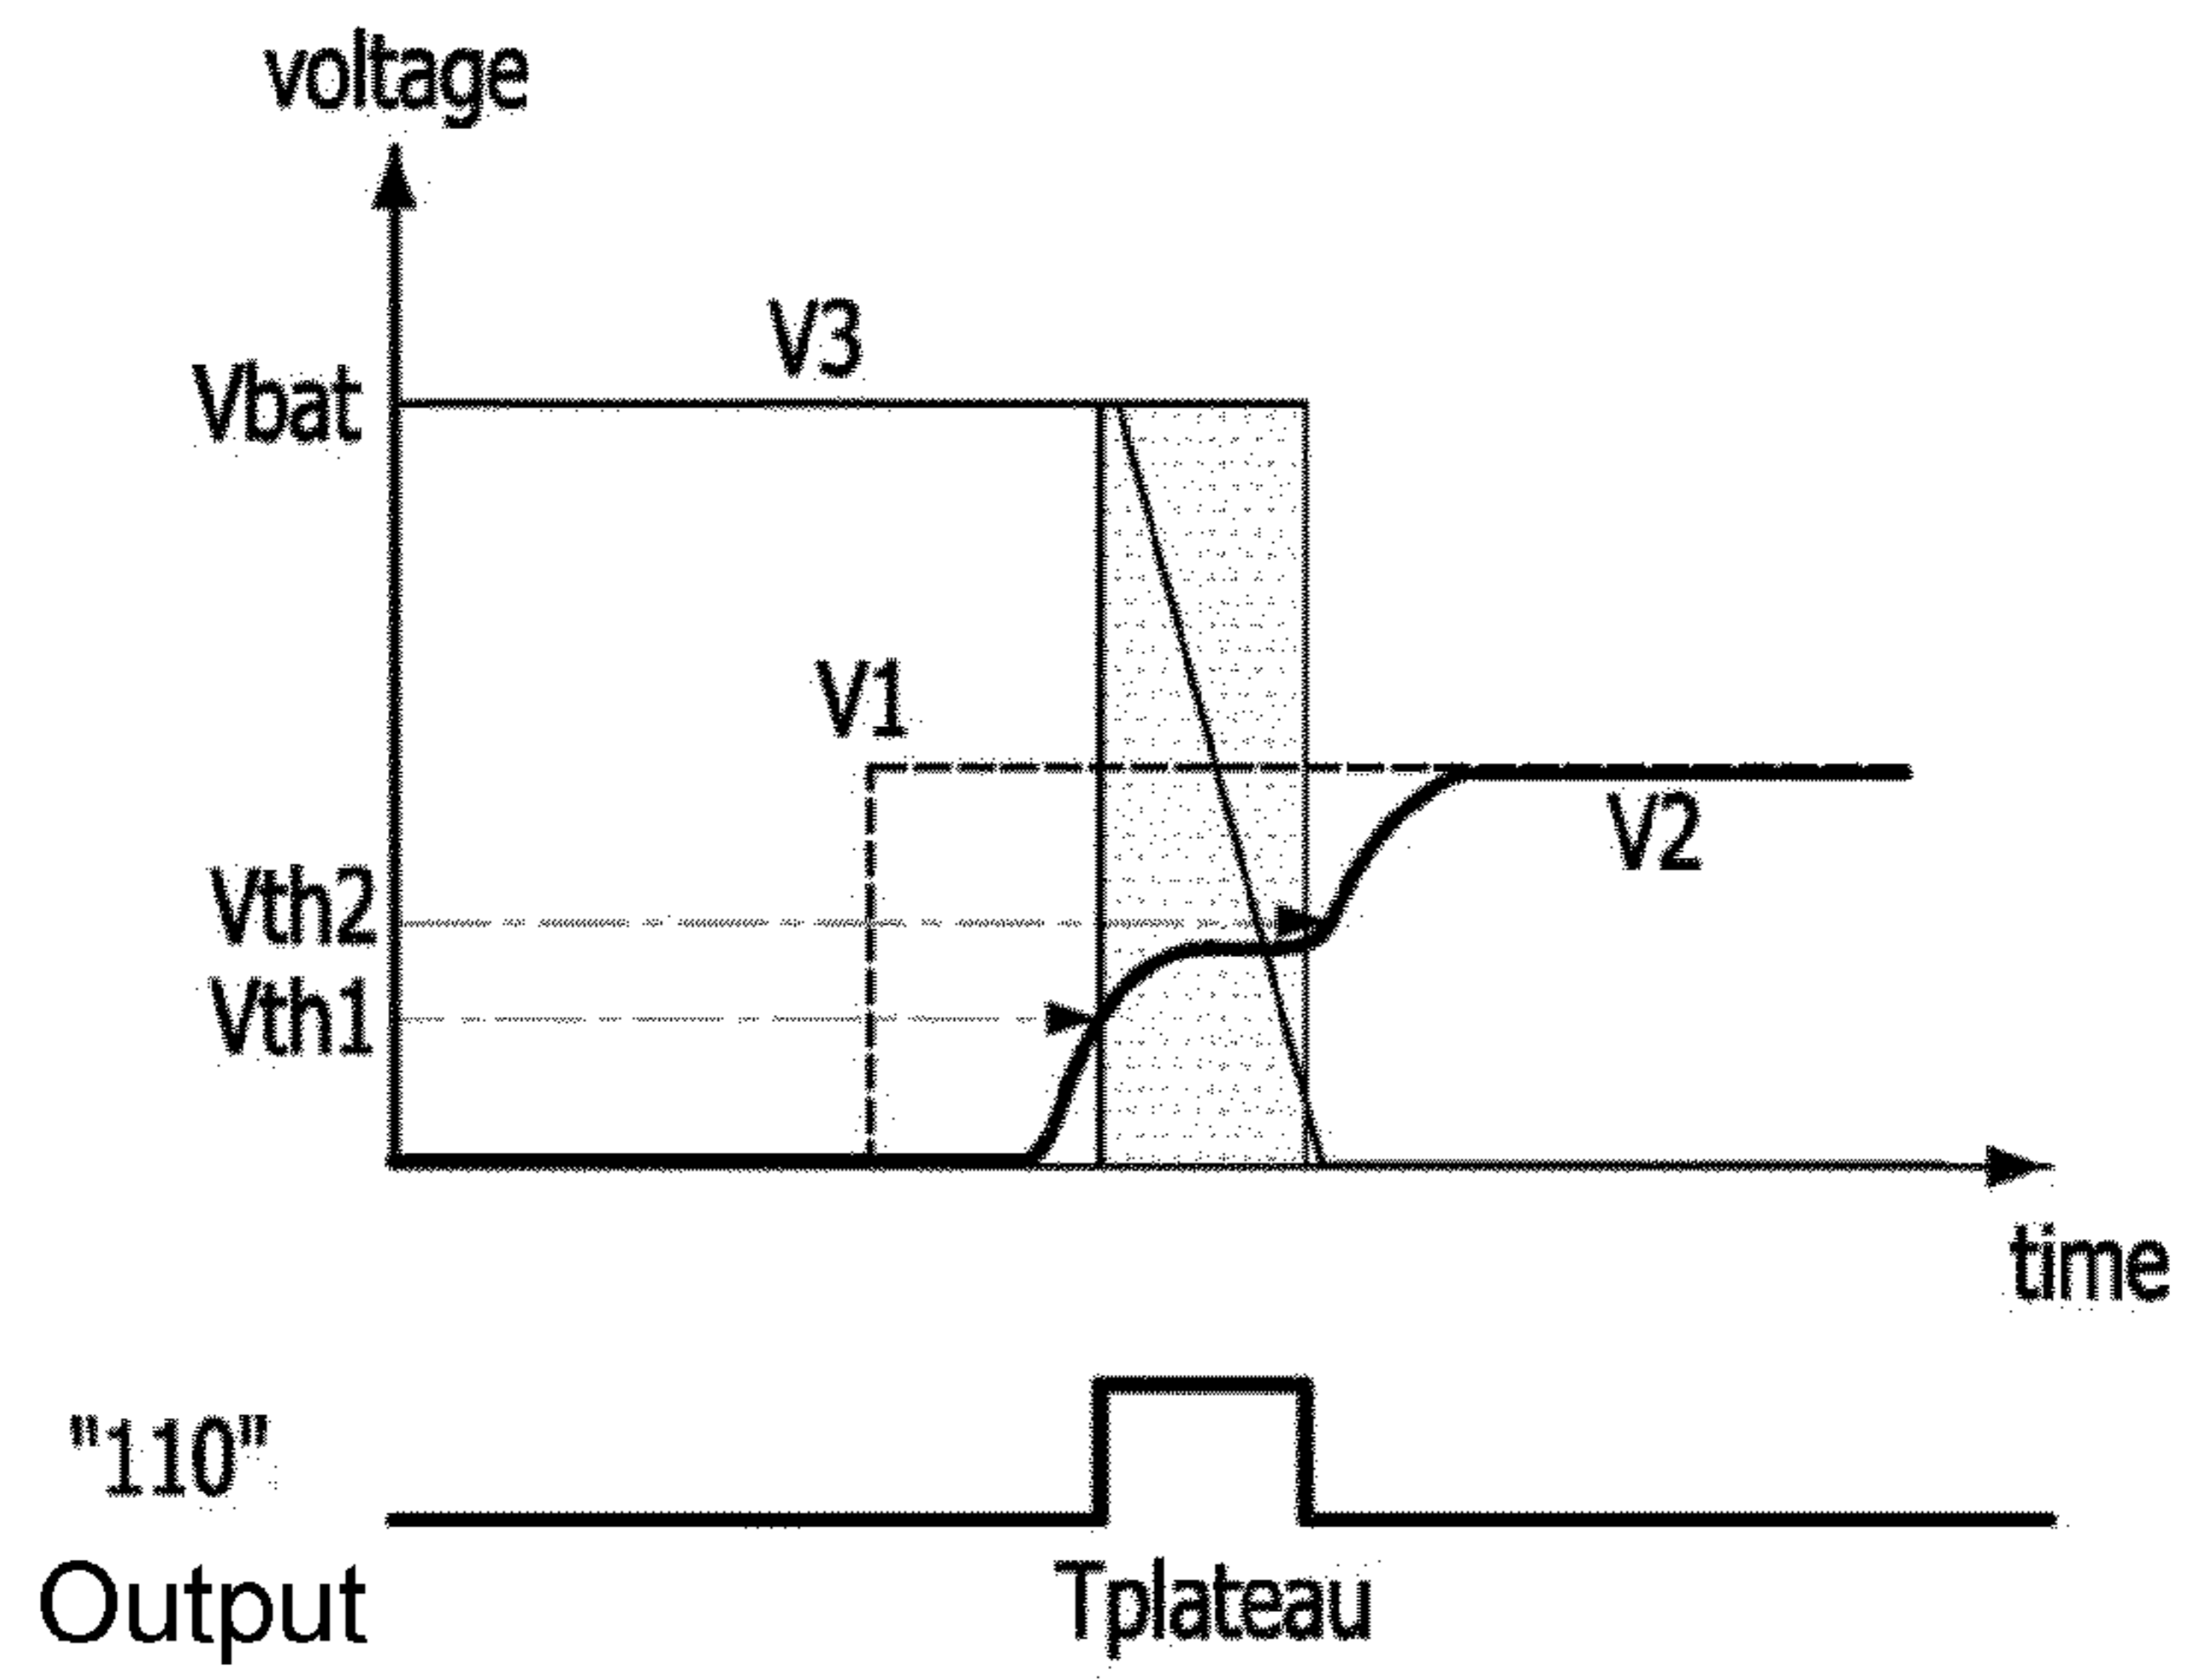 voltage
V3
Vbat
V1
V2
Vth2
Vth1
time
"110"
Output
Tplateau